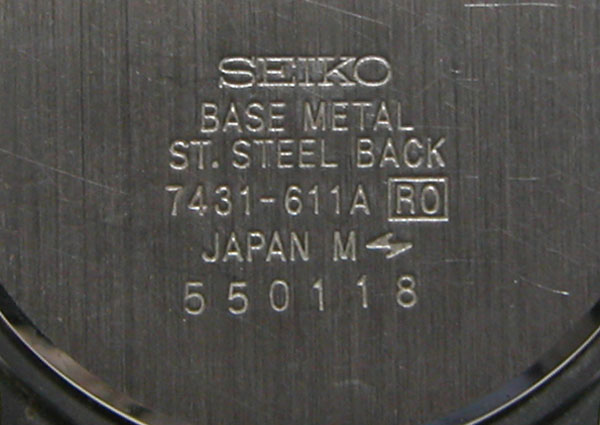 SEIKO
BASE METAL
ST. STEEL BACK
7431-611A RO
JAPAN M
550118